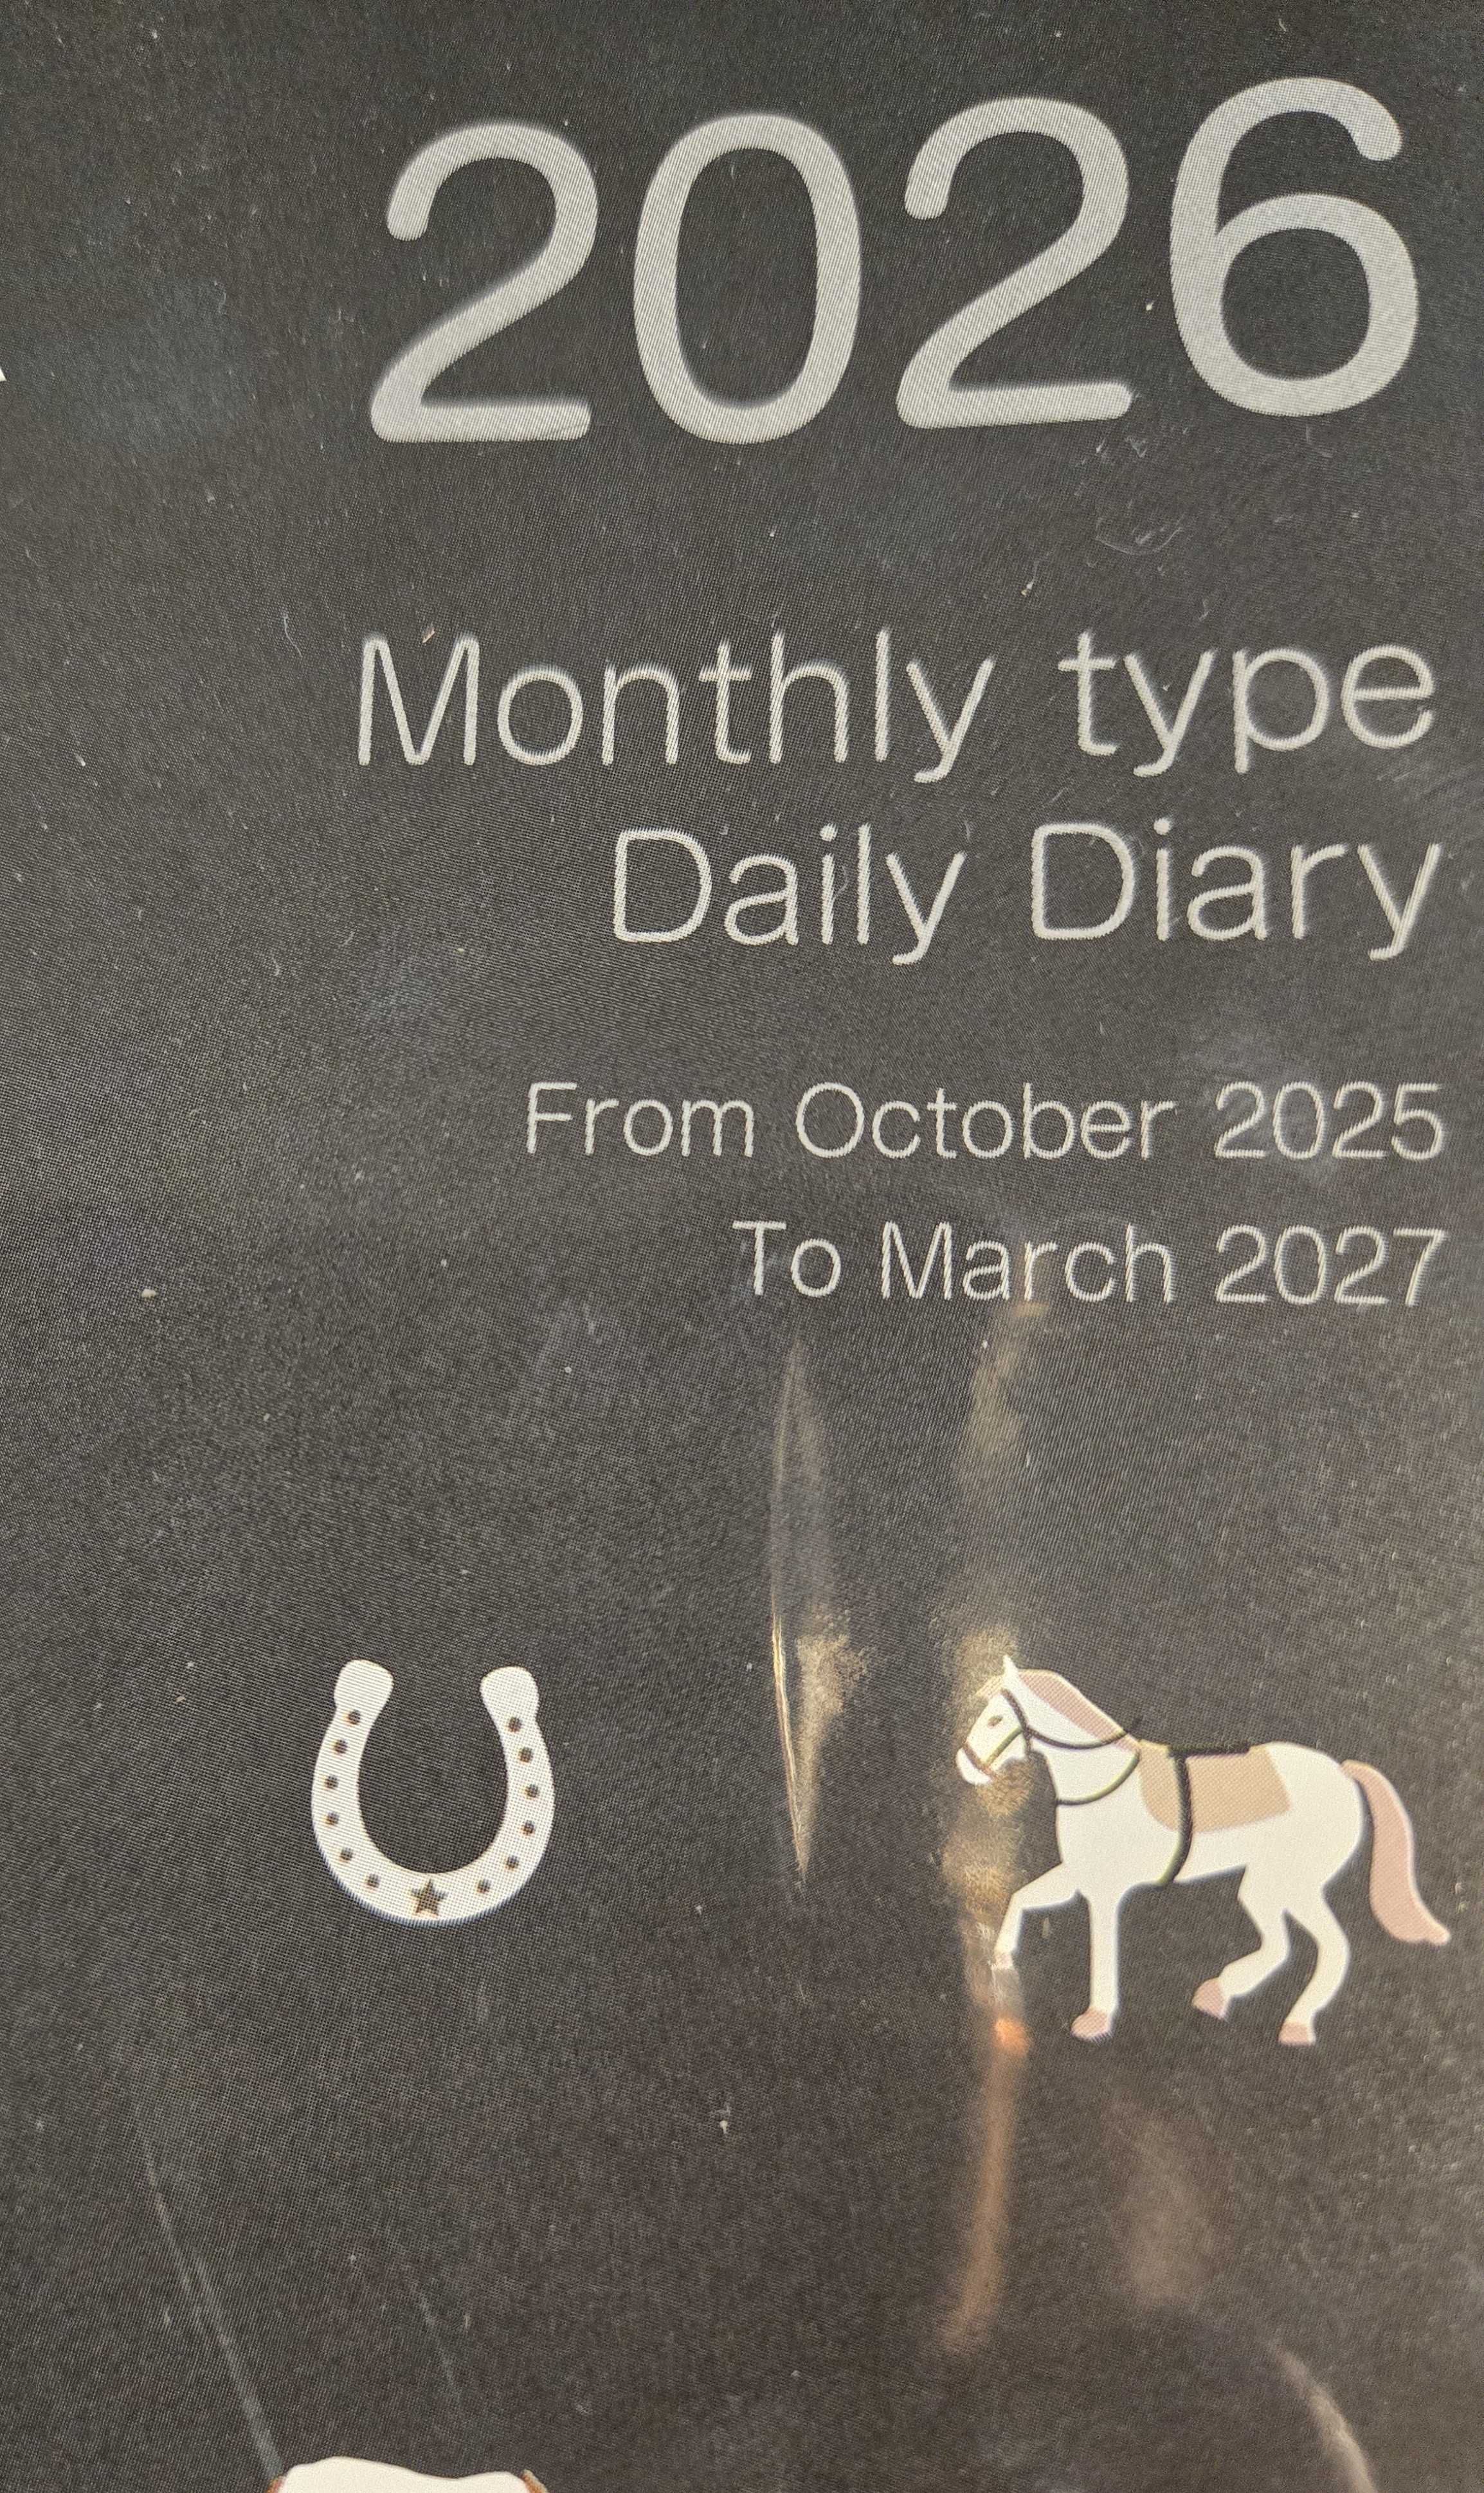 2026
Monthly type
Daily Diary
From October 2025
To March 2027